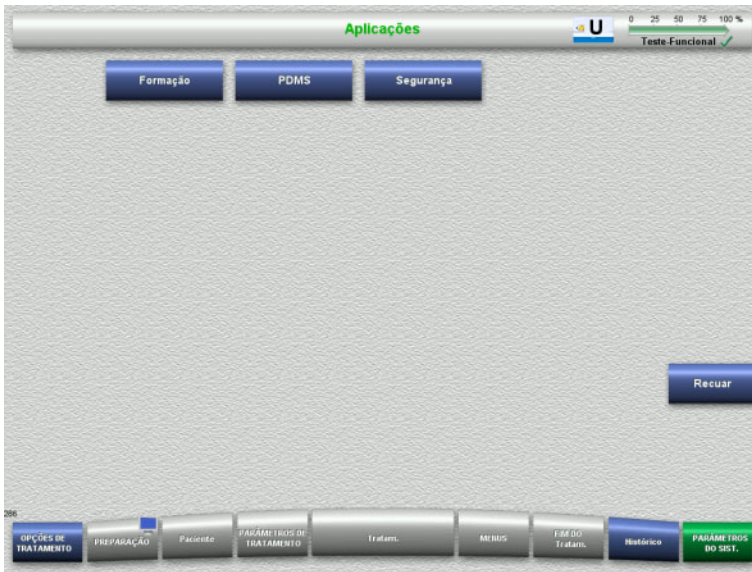 Aplicações
U
0 25 50 75 100 %
Teste-Funcional
Formação PDMS Segurança
Recuar
286
OPÇÕES DE
TRATAMENTO
PREPARAÇÃO
Paciente
PARÂMETROS DE
TRATAMENTO
Tratam.
MENUS
FIM DO
Tratam.
Histórico
PARÂMETROS
DO SIST.